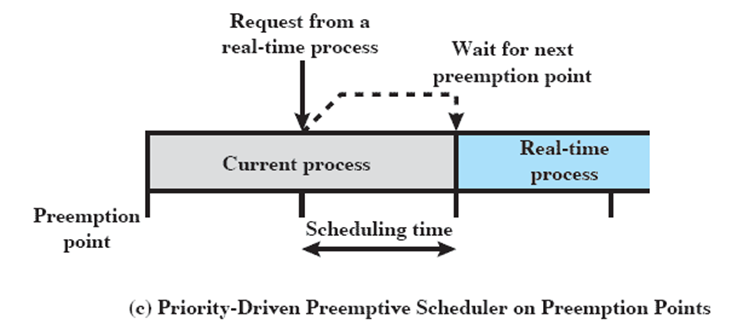 Request from a
real-time process
Wait for next
preemption point
Current process
Real-time
process
Preemption
point
Scheduling time
(c) Priority-Driven Preemptive Scheduler on Preemption Points